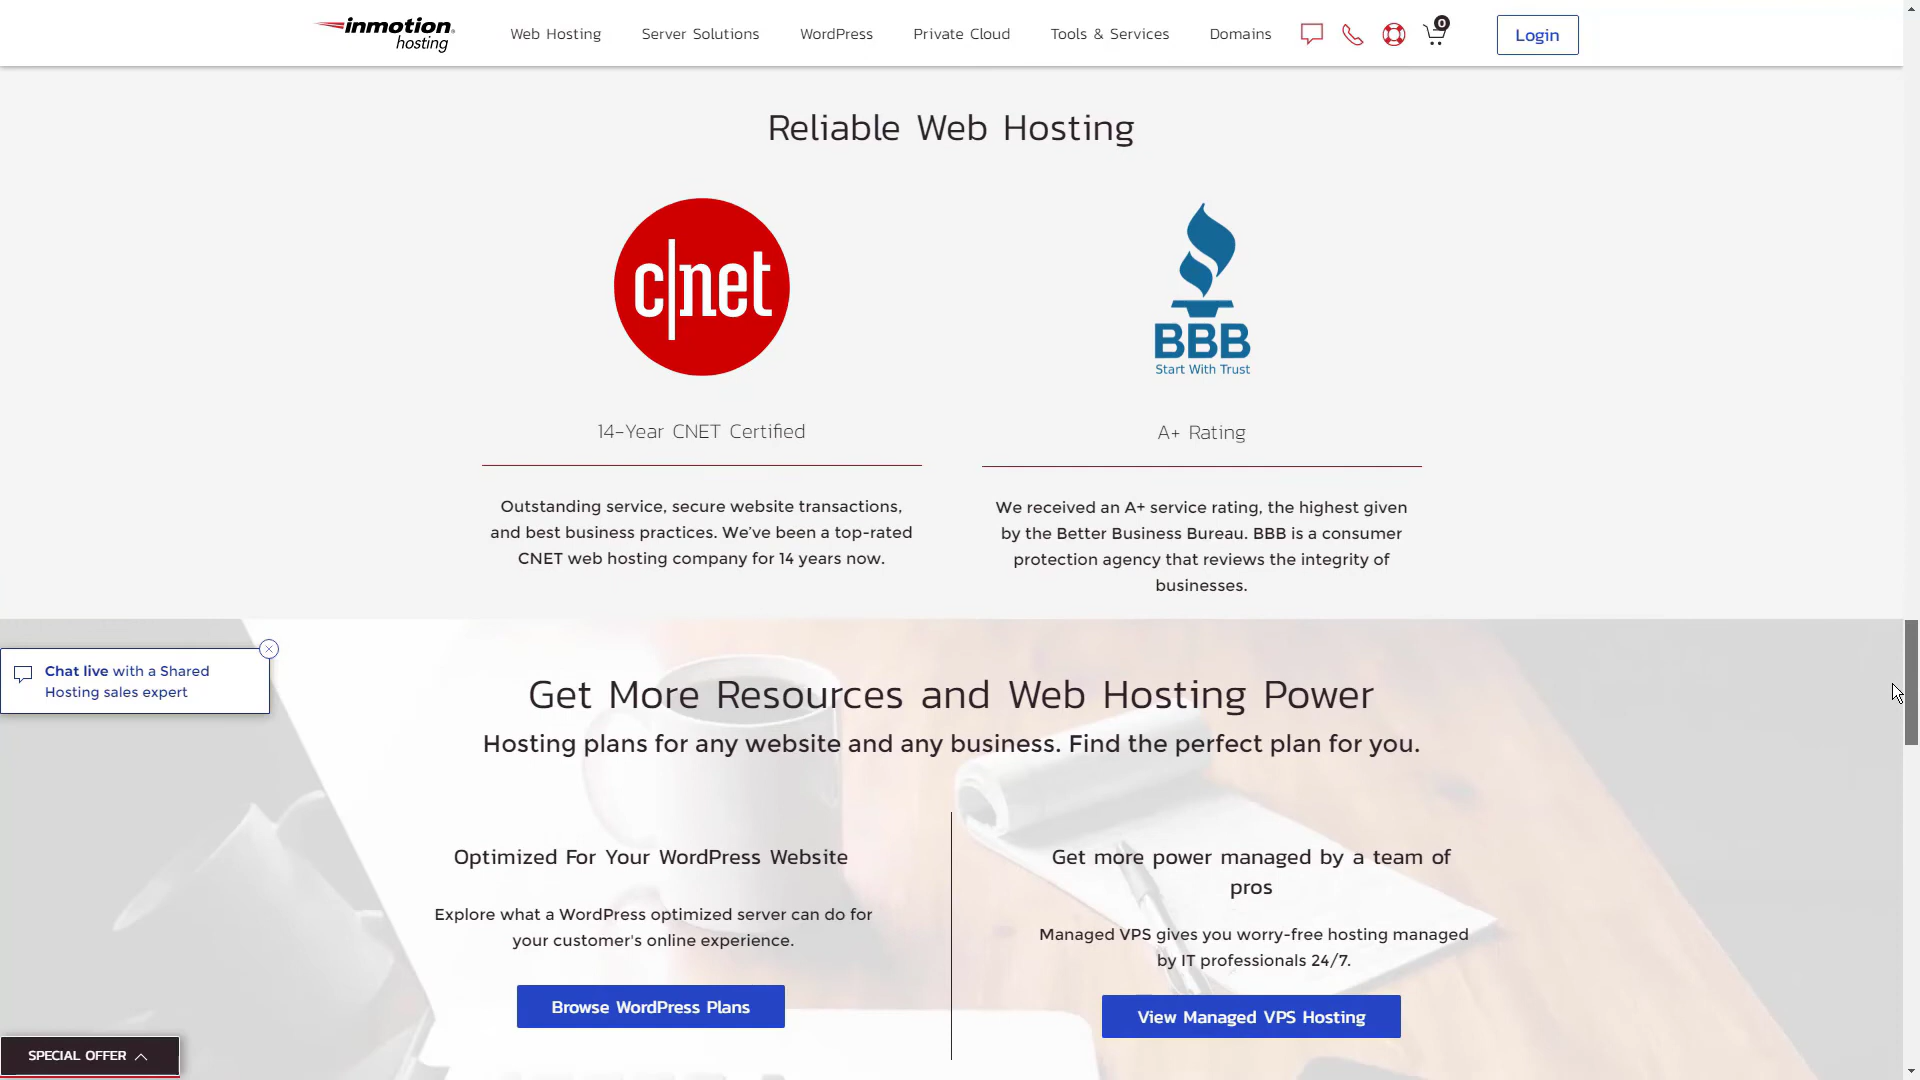 inmotion
hosting
Web Hosting
Server Solutions
WordPress
Private Cloud
Tools & Services
Domains
0
Login
Reliable Web Hosting
c|net
BBB
Start With Trust
14-Year CNET Certified
A+ Rating
Outstanding service, secure website transactions,
and best business practices. We’ve been a top-rated
CNET web hosting company for 14 years now.
We received an A+ service rating, the highest given
by the Better Business Bureau. BBB is a consumer
protection agency that reviews the integrity of
businesses.
Chat live with a Shared
Hosting sales expert
Get More Resources and Web Hosting Power
Hosting plans for any website and any business. Find the perfect plan for you.
Optimized For Your WordPress Website
Explore what a WordPress optimized server can do for
your customer's online experience.
Browse WordPress Plans
Get more power managed by a team of
pros
Managed VPS gives you worry-free hosting managed
by IT professionals 24/7.
View Managed VPS Hosting
SPECIAL OFFER